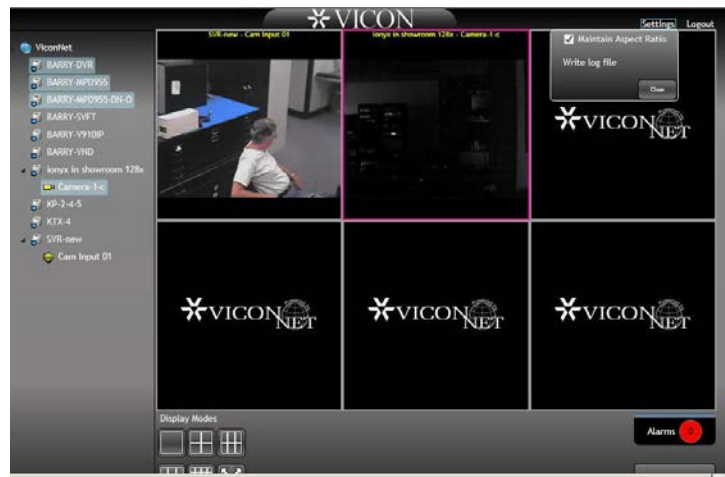 VICON
Settings Logout
ViconNet
BARRY-DVR
BARRY-MPD955
BARRY-MPD955-DN-O
BARRY-SVFT
BARRY-V910IP
BARRY-VND
ionyx in showroom 128x
Camera-1-c
KP-2-4-5
KTX-4
SVR-new
Cam Input 01
SVR-new - Cam Input 01
ionyx in showroom 128x - Camera-1-c
Maintain Aspect Ratio
Write log file
Close
VICON NET
VICON NET
VICON NET
VICON NET
Display Modes
Alarms 0